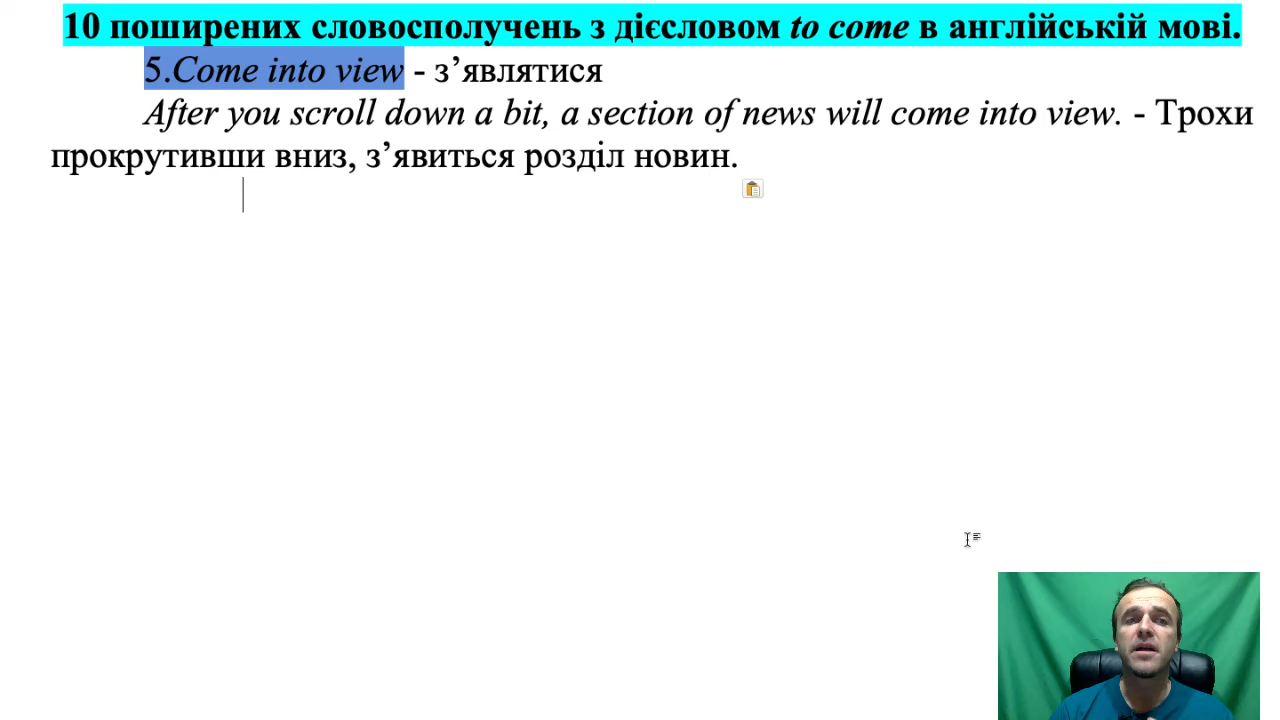 10 поширених словосполучень з дієсловом to come в англійській мові.
5.Come into view - з’являтися
After you scroll down a bit, a section of news will come into view. - Трохи
прокрутивши вниз, з’явиться розділ новин.